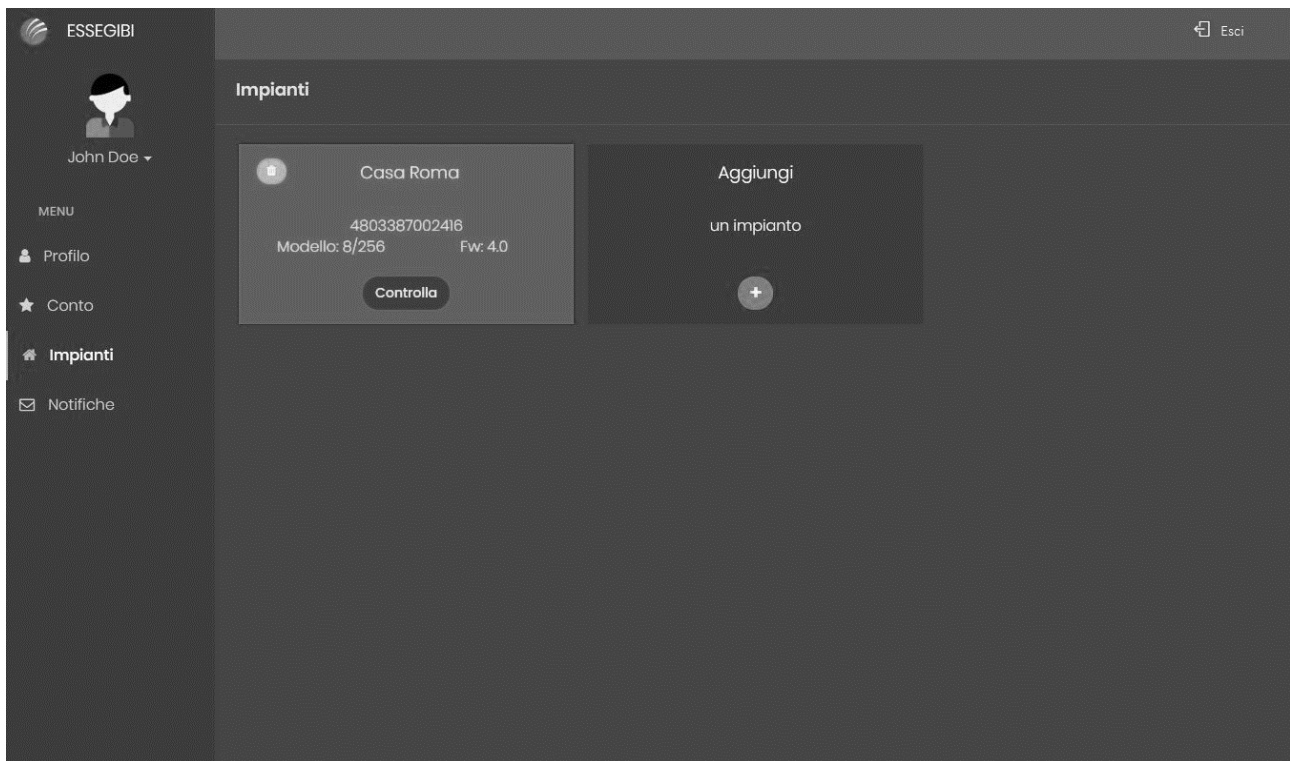 ESSEGIBI
Esci
John Doe
MENU
Profilo
Conto
Impianti
Notifiche
Impianti
Casa Roma
4803387002416
Modello: 8/256 Fw: 4.0
Controlla
Aggiungi
un impianto
+